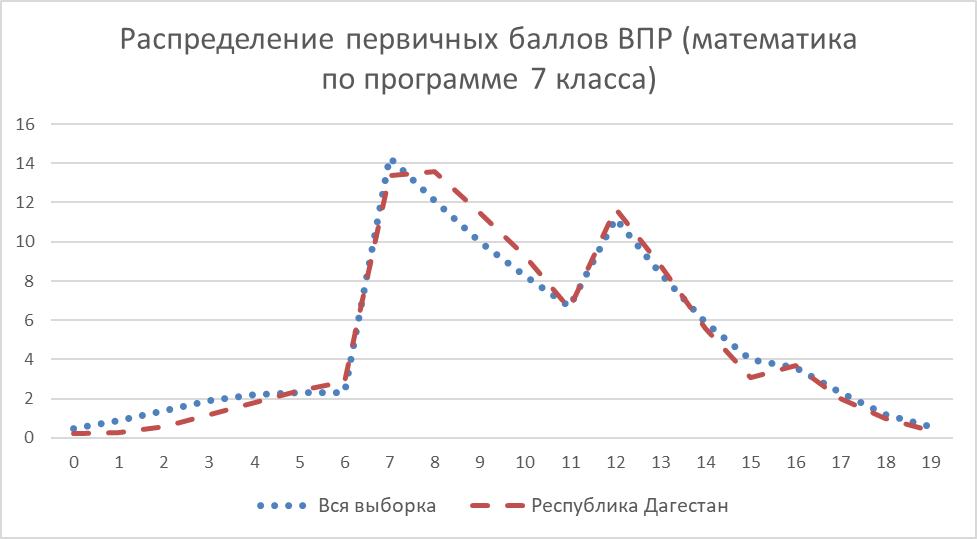 Распределение первичных баллов ВПР (математика
по программе 7 класса)
16
14
12
10
8
6
4
2
0
0 1 2 3 4 5 6 7 8 9 10 11 12 13 14 15 16 17 18 19
Вся выборка Республика Дагестан